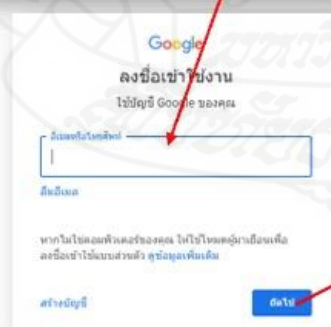 Google
ลงชื่อเข้าใช้งาน
ใช้บัญชี Google ของคุณ
อีเมลหรือโทรศัพท์
ลืมอีเมล
หากไม่ใช่คอมพิวเตอร์ของคุณ ให้ใช้โหมดผู้มาเยือนเพื่อ
ลงชื่อเข้าใช้แบบส่วนตัว ดูข้อมูลเพิ่มเติม
สร้างบัญชี
ถัดไป